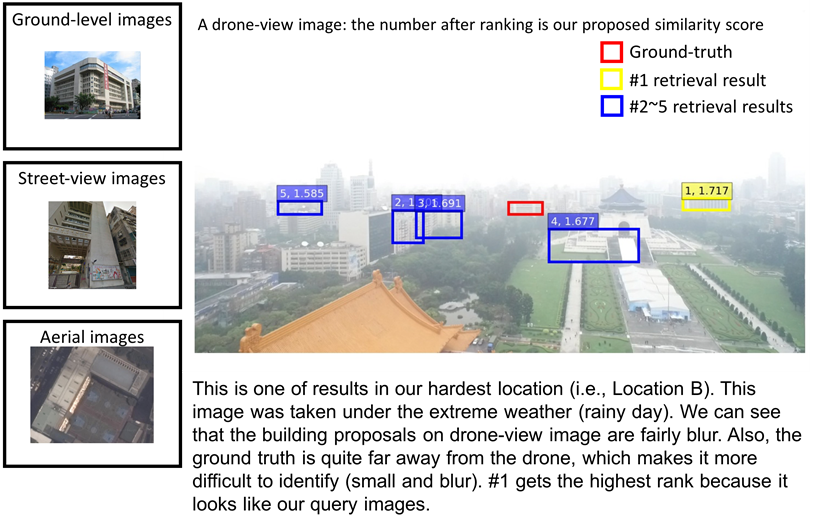 Ground-level images
A drone-view image: the number after ranking is our proposed similarity score
Ground-truth
#1 retrieval result
#2~5 retrieval results
Street-view images
5, 1.585
2, 1
3, 1.691
1, 1.717
4, 1.677
Aerial images
This is one of results in our hardest location (i.e., Location B). This
image was taken under the extreme weather (rainy day). We can see
that the building proposals on drone-view image are fairly blur. Also, the
ground truth is quite far away from the drone, which makes it more
difficult to identify (small and blur). #1 gets the highest rank because it
looks like our query images.